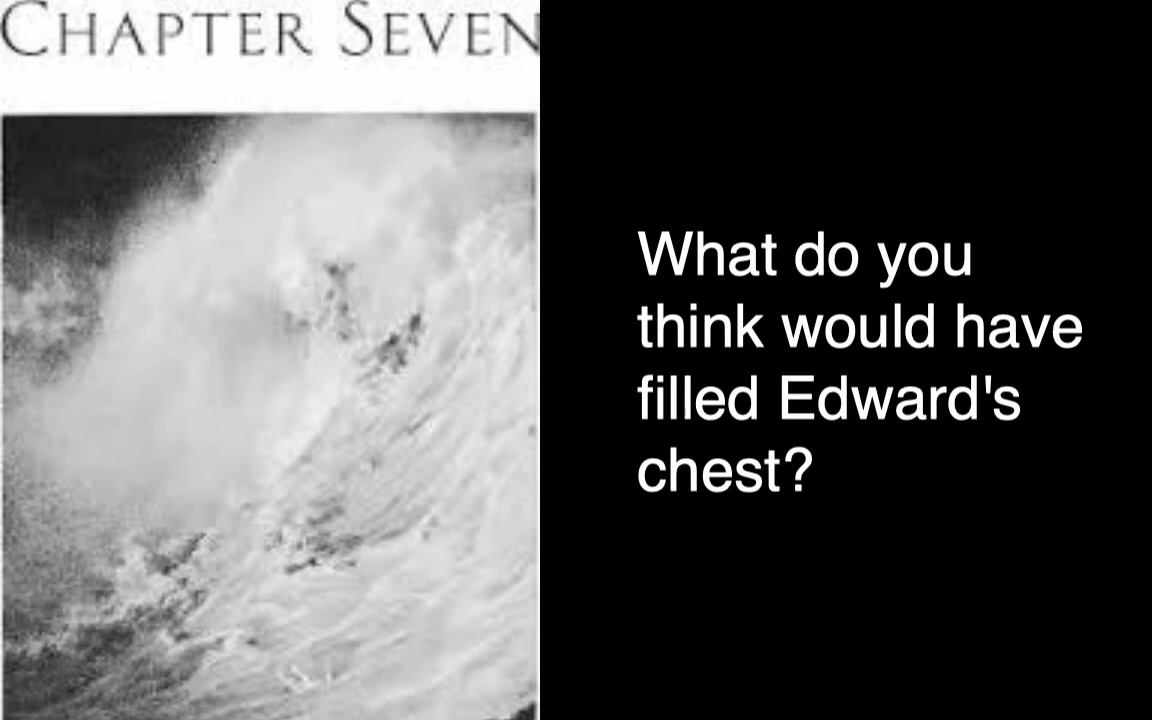 CHAPTER SEVEN
What do you
think would have
filled Edward's
chest?